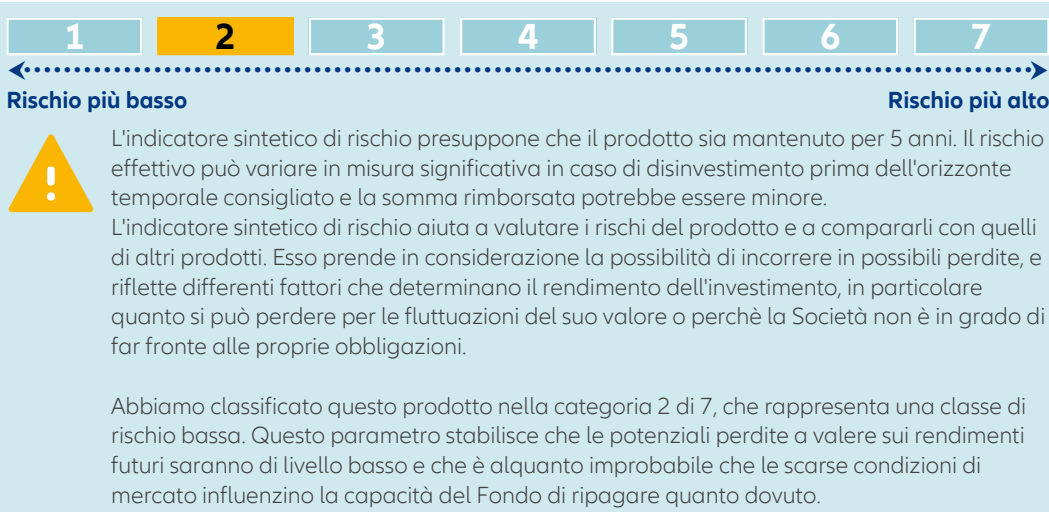 1 2 3 4 5 6 7
Rischio più basso Rischio più alto
L'indicatore sintetico di rischio presuppone che il prodotto sia mantenuto per 5 anni. Il rischio
effettivo può variare in misura significativa in caso di disinvestimento prima dell'orizzonte
temporale consigliato e la somma rimborsata potrebbe essere minore.
L'indicatore sintetico di rischio aiuta a valutare i rischi del prodotto e a compararli con quelli
di altri prodotti. Esso prende in considerazione la possibilità di incorrere in possibili perdite, e
riflette differenti fattori che determinano il rendimento dell'investimento, in particolare
quanto si può perdere per le fluttuazioni del suo valore o perchè la Società non è in grado di
far fronte alle proprie obbligazioni.
Abbiamo classificato questo prodotto nella categoria 2 di 7, che rappresenta una classe di
rischio bassa. Questo parametro stabilisce che le potenziali perdite a valere sui rendimenti
futuri saranno di livello basso e che è alquanto improbabile che le scarse condizioni di
mercato influenzino la capacità del Fondo di ripagare quanto dovuto.